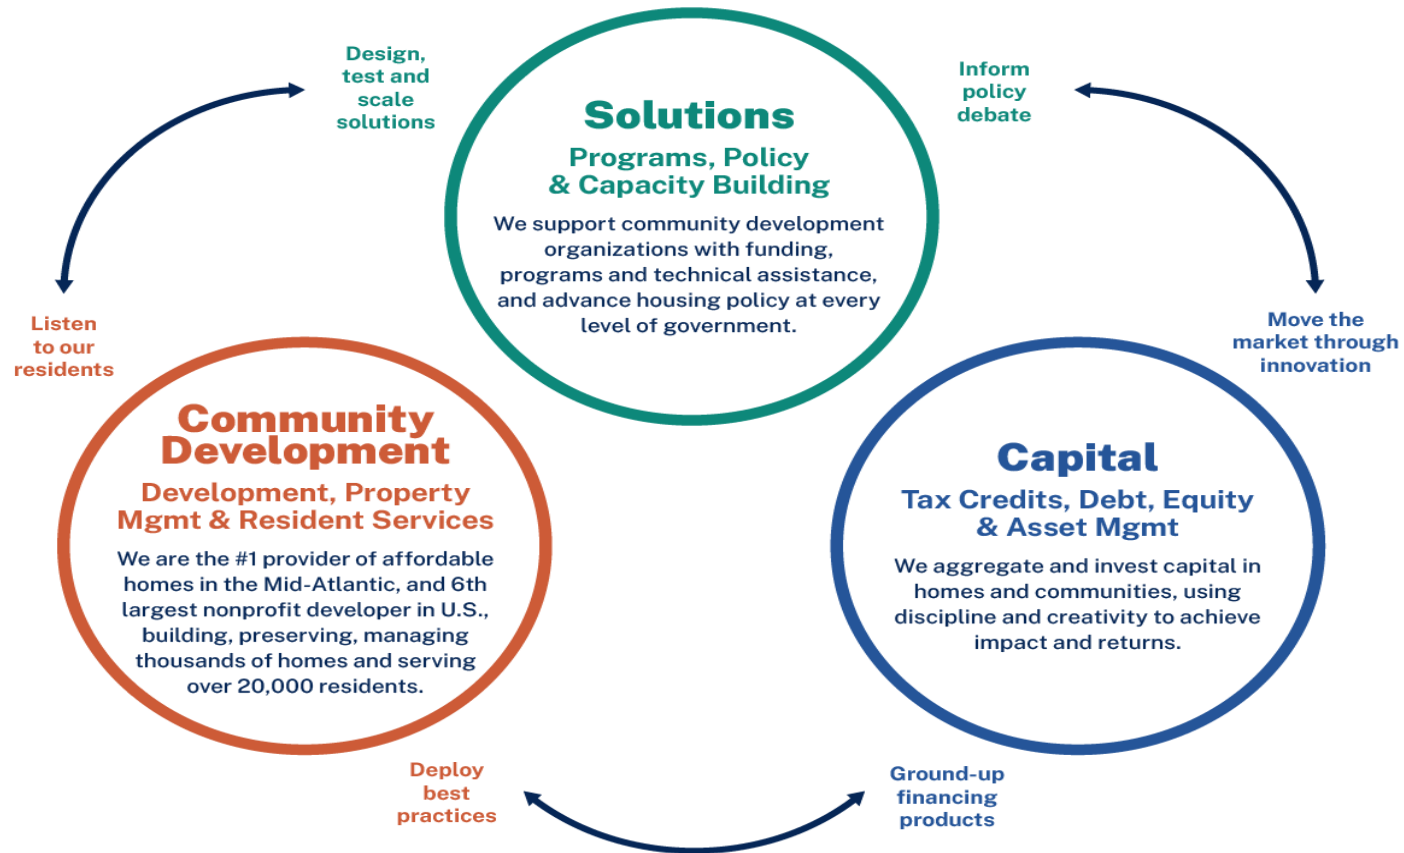 Design,
test and
scale
solutions
Inform
policy
debate
Solutions
Programs, Policy
& Capacity Building
We support community development
organizations with funding,
programs and technical assistance,
and advance housing policy at every
level of government.
Listen
to our
residents
Move the
market through
innovation
Community
Development
Development, Property
Mgmt & Resident Services
We are the #1 provider of affordable
homes in the Mid-Atlantic, and 6th
largest nonprofit developer in U.S.,
building, preserving, managing
thousands of homes and serving
over 20,000 residents.
Capital
Tax Credits, Debt, Equity
& Asset Mgmt
We aggregate and invest capital in
homes and communities, using
discipline and creativity to achieve
impact and returns.
Deploy
best
practices
Ground-up
financing
products